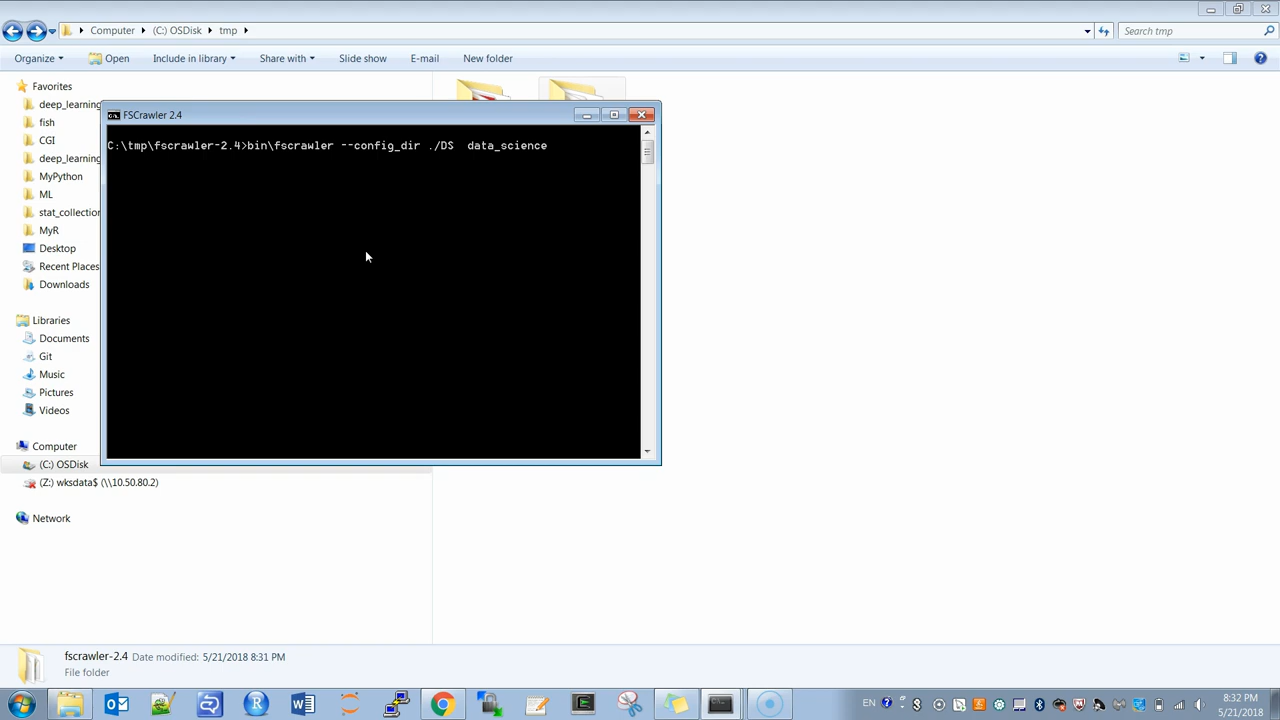 Computer (C:) OSDisk tmp
Search tmp
Organize Open Include in library Share with Slide show E-mail New folder
Favorites
deep_learning
fish
CGI
deep_learning
MyPython
ML
stat_collection
MyR
Desktop
Recent Places
Downloads
Libraries
Documents
Git
Music
Pictures
Videos
Computer
(C:) OSDisk
(Z:) wksdata$ (\\10.50.80.2)
Network
FSCrawler 2.4
C:\tmp\fscrawler-2.4>bin\fscrawler --config_dir ./DS  data_science
fscrawler-2.4 Date modified: 5/21/2018 8:31 PM
File folder
EN
8:32 PM
5/21/2018